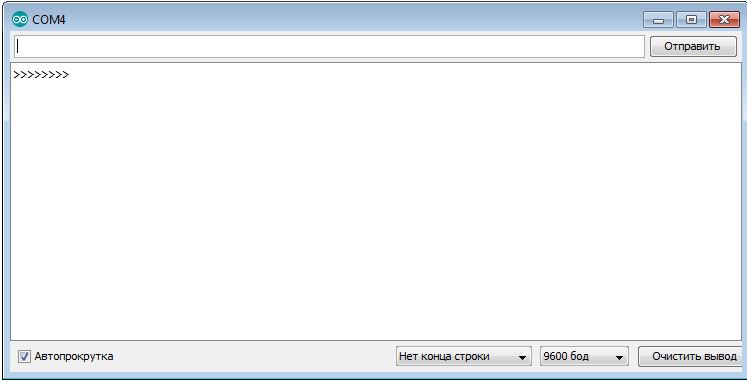 COM4
Отправить
>>>>>>>>
Автопрокрутка
Нет конца строки
9600 бод
Очистить вывод